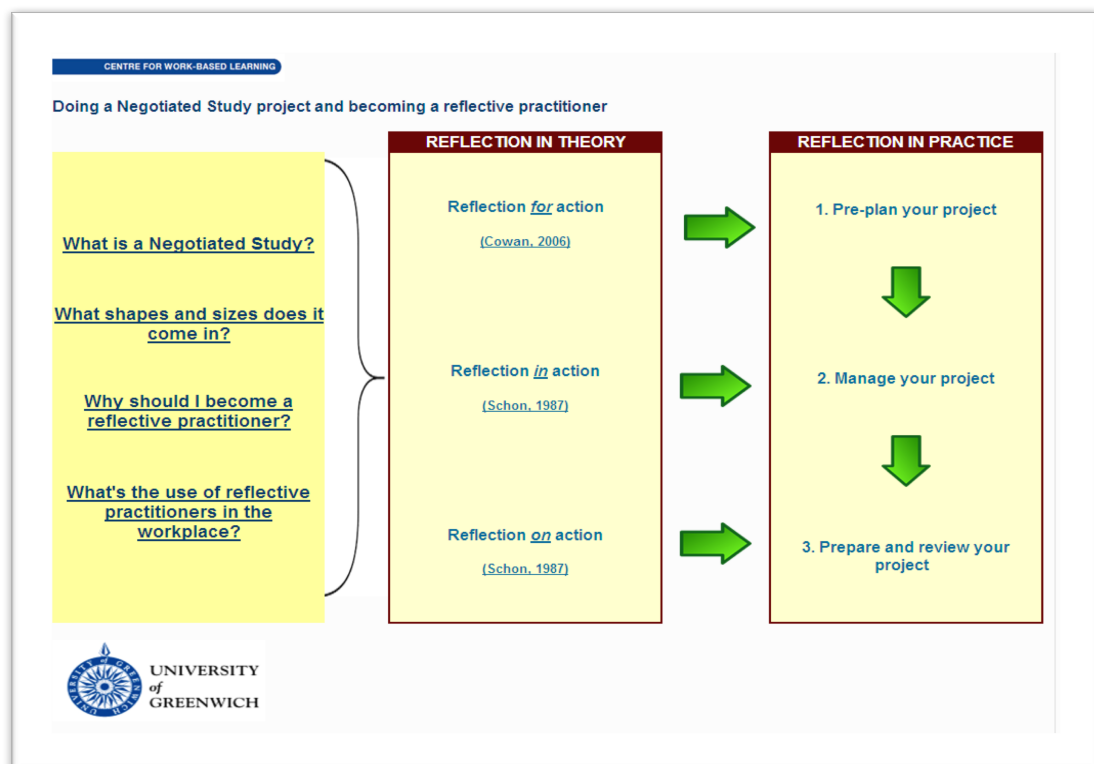 CENTRE FOR WORK-BASED LEARNING
Doing a Negotiated Study project and becoming a reflective practitioner
What is a Negotiated Study?
What shapes and sizes does it
come in?
Why should I become a
reflective practitioner?
What's the use of reflective
practitioners in the
workplace?
REFLECTION IN THEORY
Reflection for action
(Cowan, 2006)
Reflection in action
(Schon, 1987)
Reflection on action
(Schon, 1987)
REFLECTION IN PRACTICE
1. Pre-plan your project
2. Manage your project
3. Prepare and review your
project
UNIVERSITY of GREENWICH
UNIVERSITY
of
GREENWICH